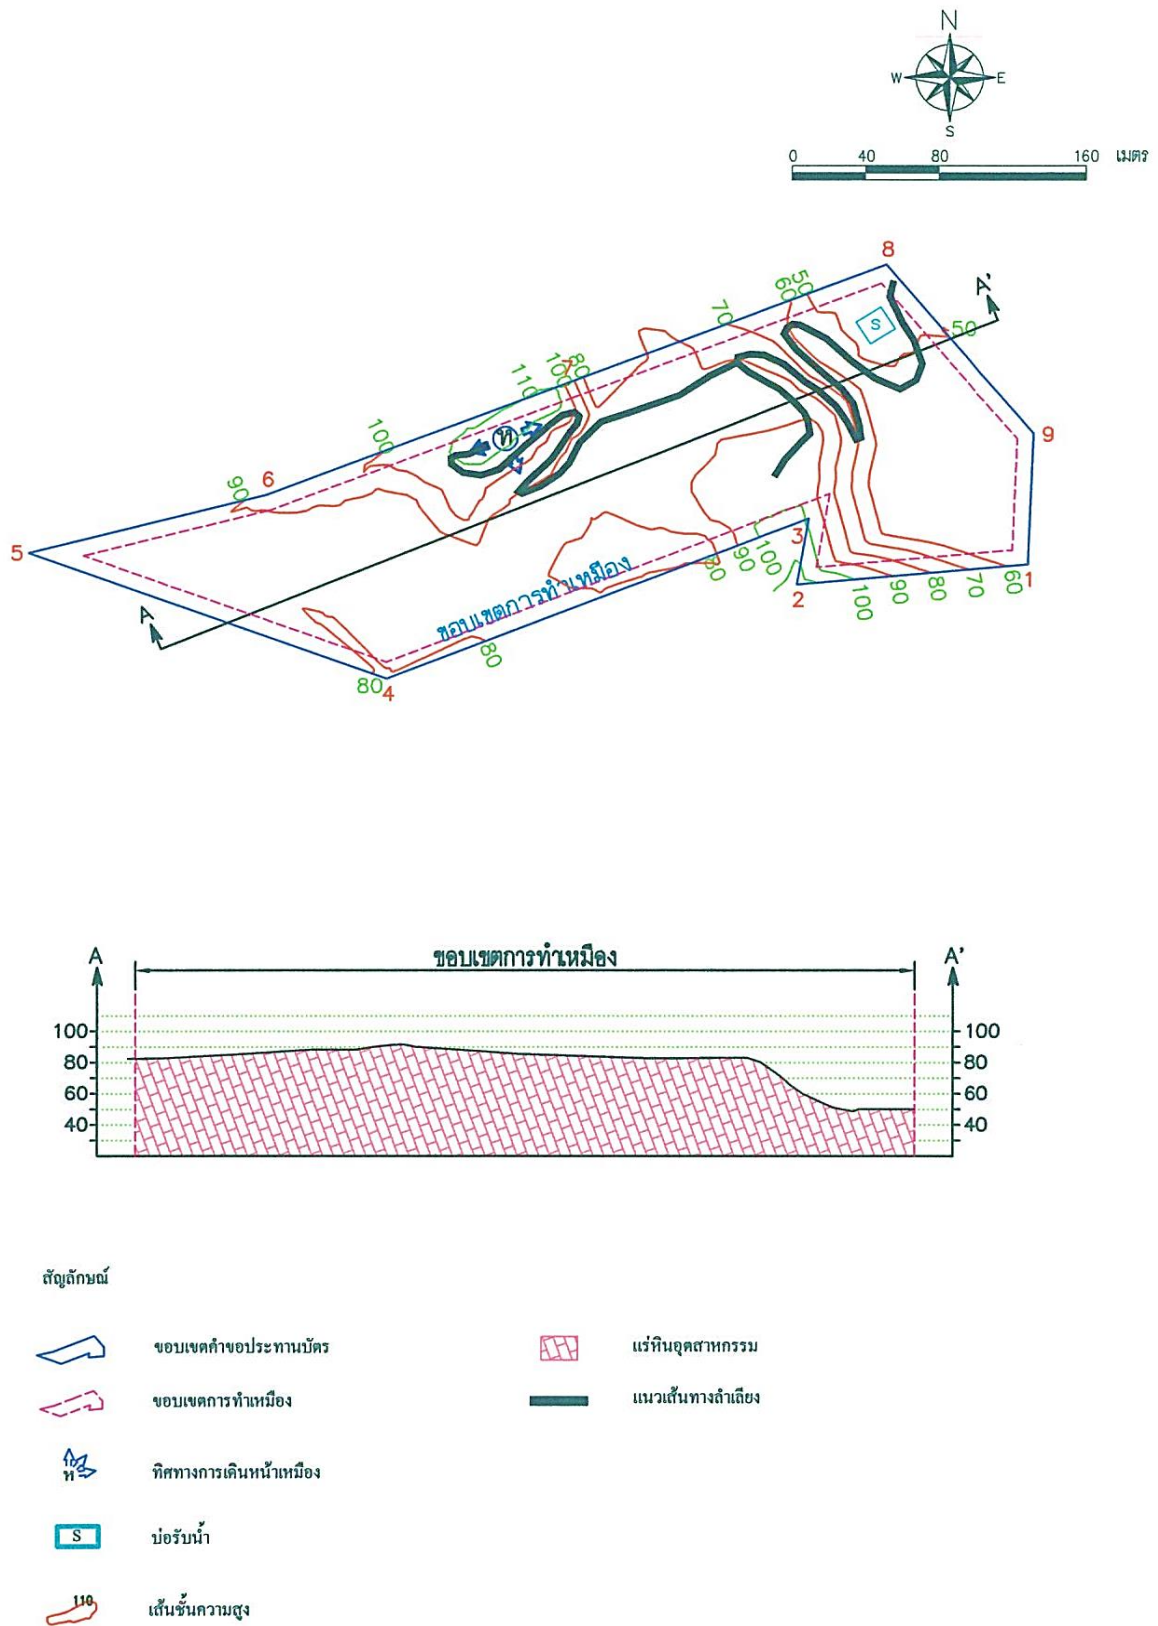 N
W E
S
0 40 80 160 เมตร
8
A'
50
60
70
50
S
80
100
110
7
ท
100
9
6
90
5
3
80
90
100
2
100
90
80
70
60
1
ขอบเขตการทำเหมือง
A
80
80
4
A ขอบเขตการทำเหมือง A'
100 100
80 80
60 60
40 40
สัญลักษณ์
ขอบเขตคำขอประทานบัตร
แร่หินอุตสาหกรรม
ขอบเขตการทำเหมือง
แนวเส้นทางลำเลียง
ท ทิศทางการเดินหน้าเหมือง
S บ่อรับน้ำ
110 เส้นชั้นความสูง